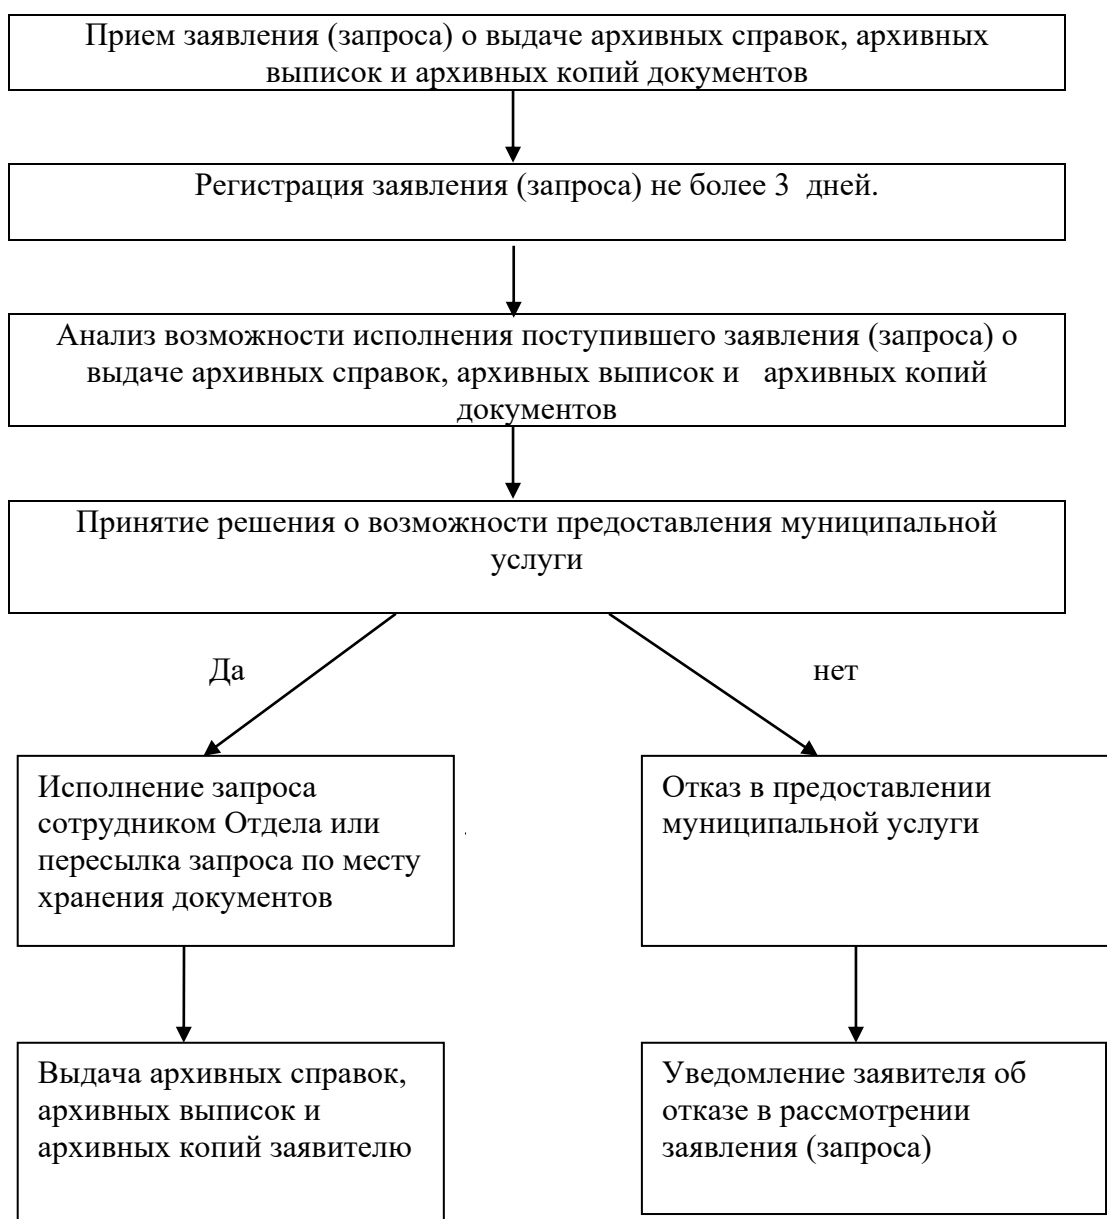 Прием заявления (запроса) о выдаче архивных справок, архивных
выписок и архивных копий документов
Регистрация заявления (запроса) не более 3 дней.
Анализ возможности исполнения поступившего заявления (запроса) о
выдаче архивных справок, архивных выписок и архивных копий
документов
Принятие решения о возможности предоставления муниципальной
услуги
Да
нет
Исполнение запроса
сотрудником Отдела или
пересылка запроса по месту
хранения документов
Отказ в предоставлении
муниципальной услуги
Выдача архивных справок,
архивных выписок и
архивных копий заявителю
Уведомление заявителя об
отказе в рассмотрении
заявления (запроса)